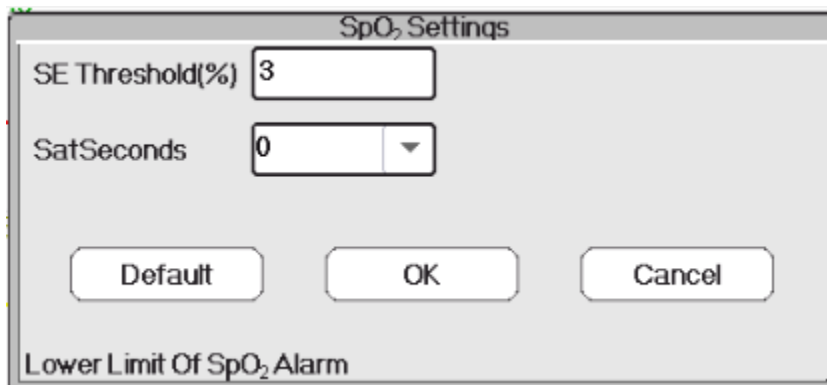 SpO₂ Settings
SE Threshold(%) 3
SatSeconds 0
Default OK Cancel
Lower Limit Of SpO₂ Alarm